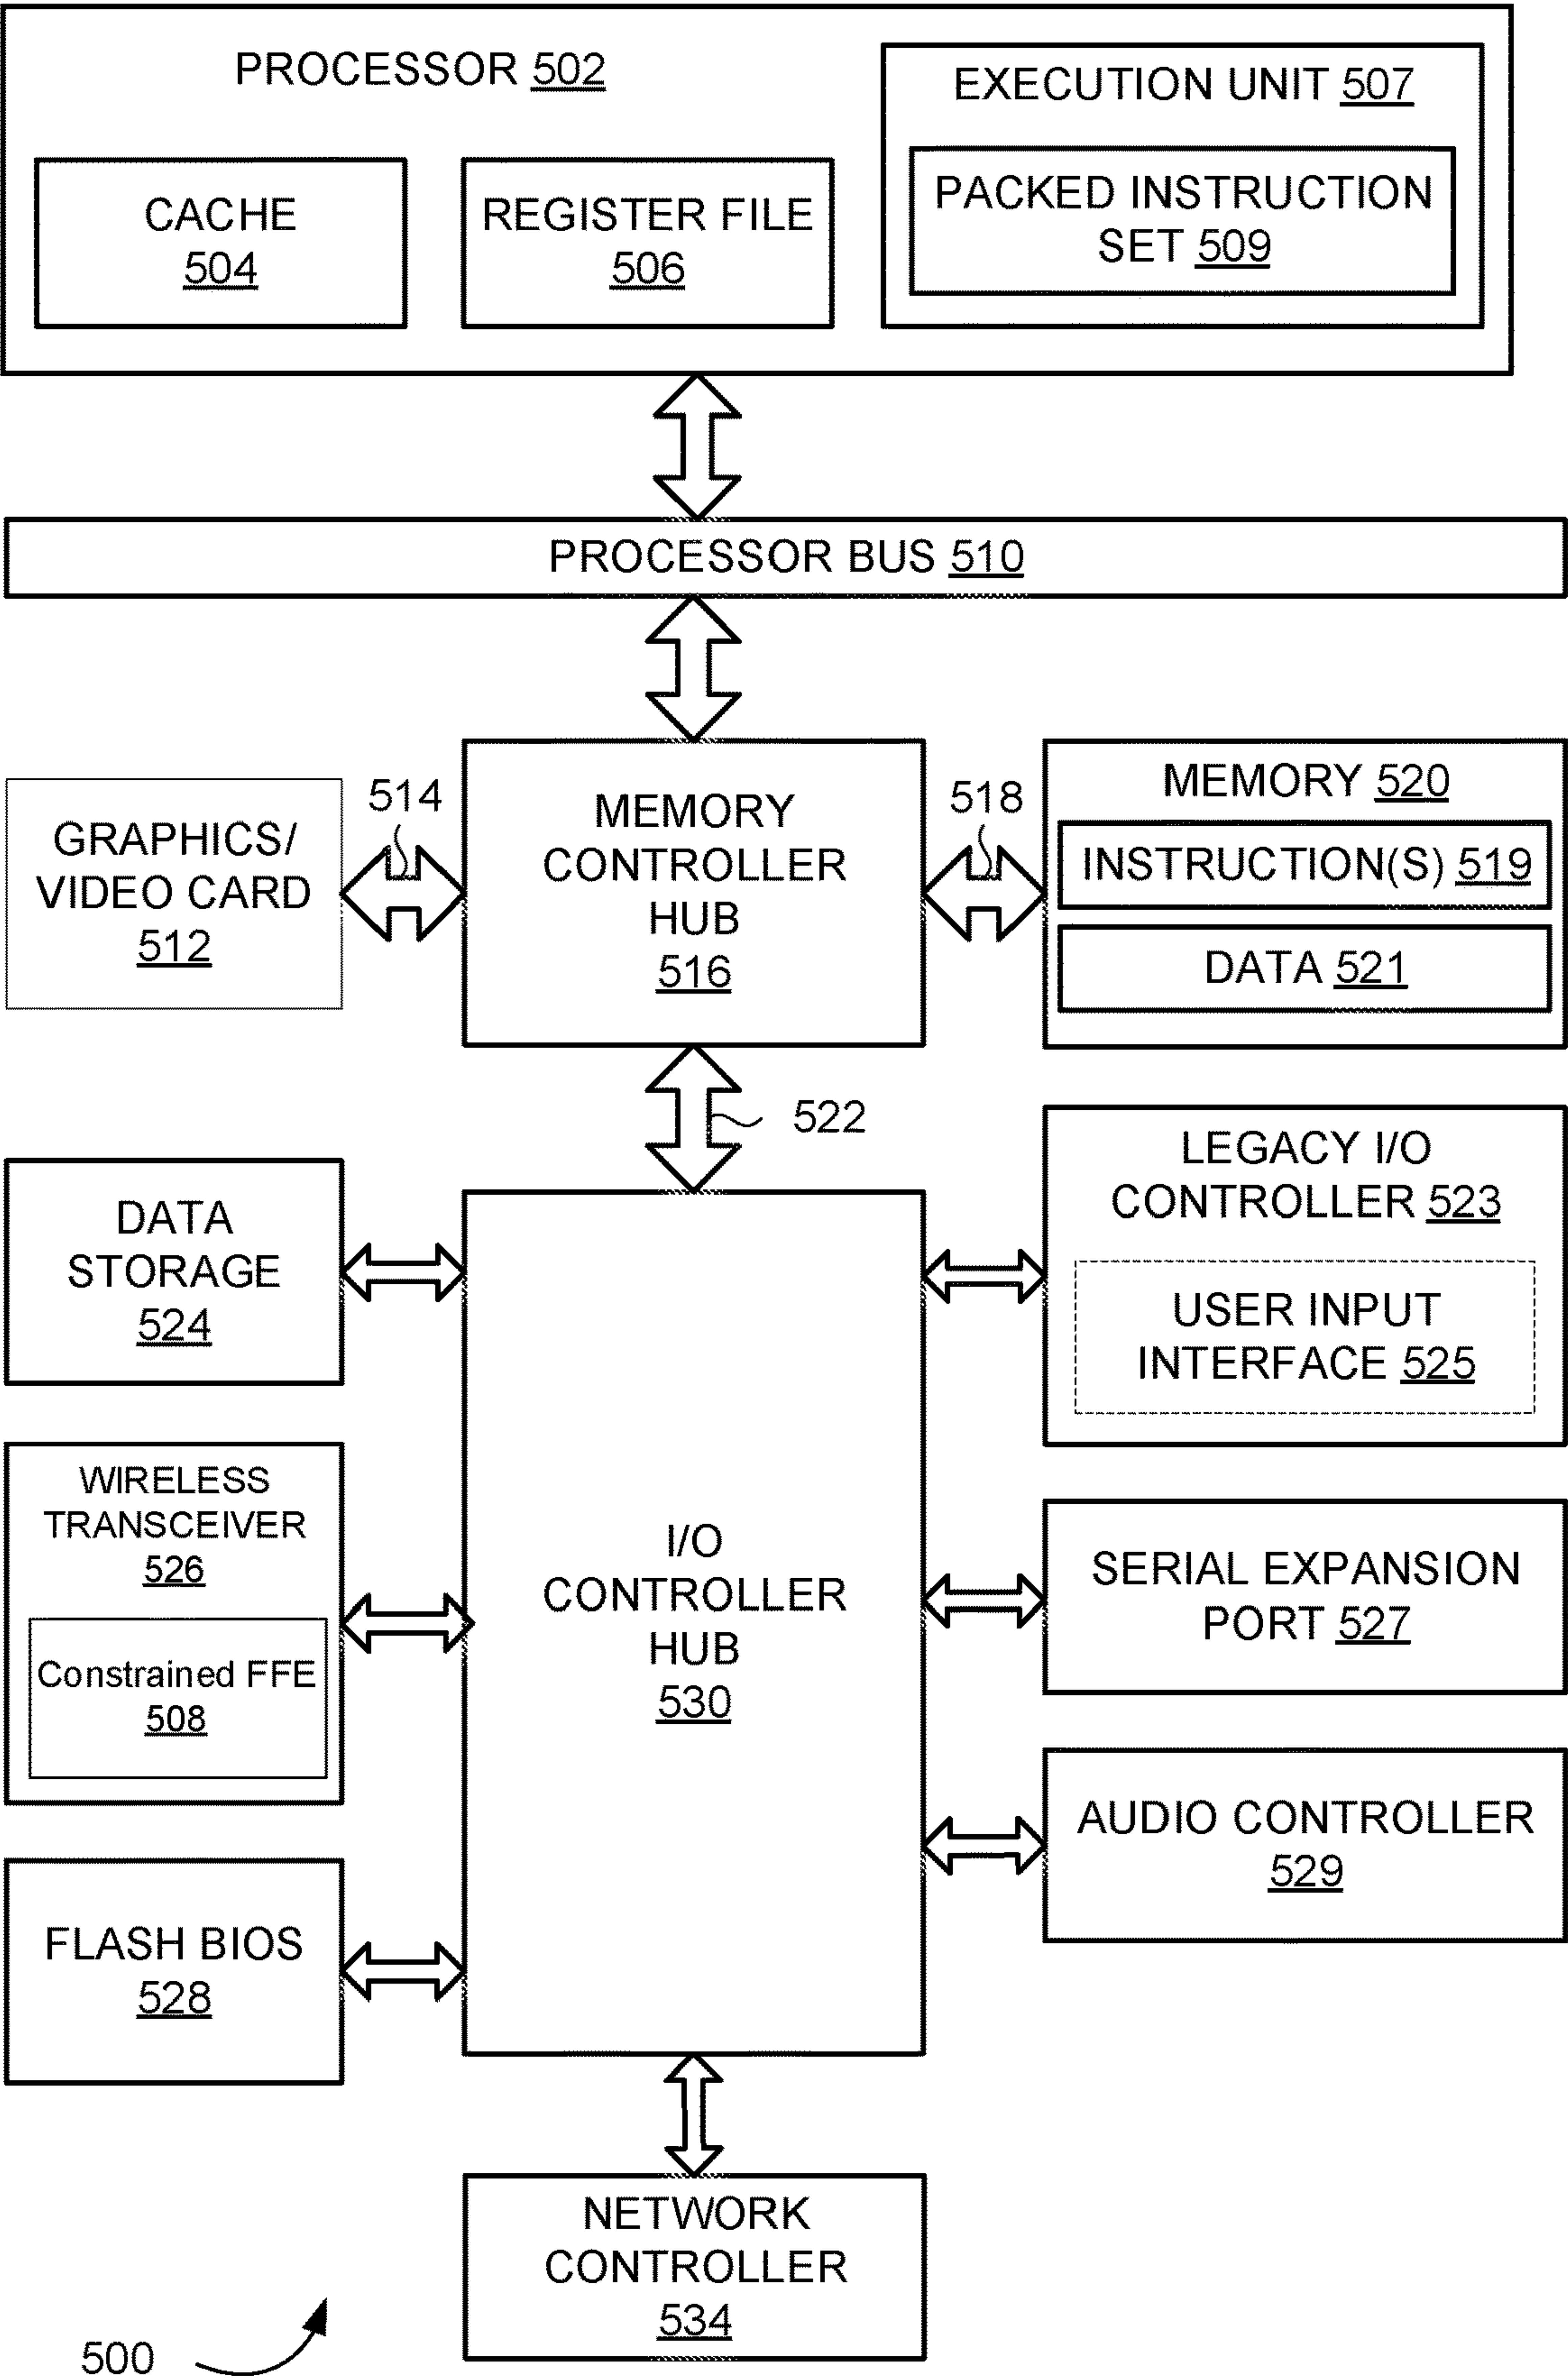 PROCESSOR 502
EXECUTION UNIT 507
PACKED INSTRUCTION
SET 509
CACHE
504
REGISTER FILE
506
PROCESSOR BUS 510
GRAPHICS/
VIDEO CARD
512
514
MEMORY
CONTROLLER
HUB
516
518
MEMORY 520
INSTRUCTION(S) 519
DATA 521
522
DATA
STORAGE
524
LEGACY I/O
CONTROLLER 523
USER INPUT
INTERFACE 525
WIRELESS
TRANSCEIVER
526
Constrained FFE
508
I/O
CONTROLLER
HUB
530
SERIAL EXPANSION
PORT 527
AUDIO CONTROLLER
529
FLASH BIOS
528
NETWORK
CONTROLLER
534
500